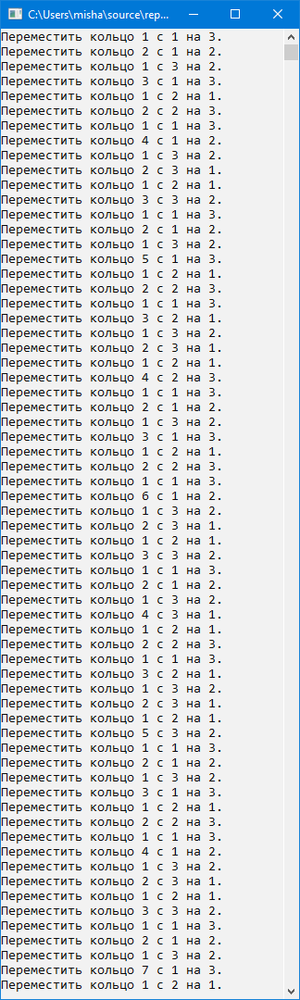 C:\Users\misha\source\rep...
Переместить кольцо 1 с 1 на 3.
Переместить кольцо 2 с 1 на 2.
Переместить кольцо 1 с 3 на 2.
Переместить кольцо 3 с 1 на 3.
Переместить кольцо 1 с 2 на 1.
Переместить кольцо 2 с 2 на 3.
Переместить кольцо 1 с 1 на 3.
Переместить кольцо 4 с 1 на 2.
Переместить кольцо 1 с 3 на 2.
Переместить кольцо 2 с 3 на 1.
Переместить кольцо 1 с 2 на 1.
Переместить кольцо 3 с 3 на 2.
Переместить кольцо 1 с 1 на 3.
Переместить кольцо 2 с 1 на 2.
Переместить кольцо 1 с 3 на 2.
Переместить кольцо 5 с 1 на 3.
Переместить кольцо 1 с 2 на 1.
Переместить кольцо 2 с 2 на 3.
Переместить кольцо 1 с 1 на 3.
Переместить кольцо 3 с 2 на 1.
Переместить кольцо 1 с 3 на 2.
Переместить кольцо 2 с 3 на 1.
Переместить кольцо 1 с 2 на 1.
Переместить кольцо 4 с 2 на 3.
Переместить кольцо 1 с 1 на 3.
Переместить кольцо 2 с 1 на 2.
Переместить кольцо 1 с 3 на 2.
Переместить кольцо 3 с 1 на 3.
Переместить кольцо 1 с 2 на 1.
Переместить кольцо 2 с 2 на 3.
Переместить кольцо 1 с 1 на 3.
Переместить кольцо 6 с 1 на 2.
Переместить кольцо 1 с 3 на 2.
Переместить кольцо 2 с 3 на 1.
Переместить кольцо 1 с 2 на 1.
Переместить кольцо 3 с 3 на 2.
Переместить кольцо 1 с 1 на 3.
Переместить кольцо 2 с 1 на 2.
Переместить кольцо 1 с 3 на 2.
Переместить кольцо 4 с 3 на 1.
Переместить кольцо 1 с 2 на 1.
Переместить кольцо 2 с 2 на 3.
Переместить кольцо 1 с 1 на 3.
Переместить кольцо 3 с 2 на 1.
Переместить кольцо 1 с 3 на 2.
Переместить кольцо 2 с 3 на 1.
Переместить кольцо 1 с 2 на 1.
Переместить кольцо 5 с 3 на 2.
Переместить кольцо 1 с 1 на 3.
Переместить кольцо 2 с 1 на 2.
Переместить кольцо 1 с 3 на 2.
Переместить кольцо 3 с 1 на 3.
Переместить кольцо 1 с 2 на 1.
Переместить кольцо 2 с 2 на 3.
Переместить кольцо 1 с 1 на 3.
Переместить кольцо 4 с 1 на 2.
Переместить кольцо 1 с 3 на 2.
Переместить кольцо 2 с 3 на 1.
Переместить кольцо 1 с 2 на 1.
Переместить кольцо 3 с 3 на 2.
Переместить кольцо 1 с 1 на 3.
Переместить кольцо 2 с 1 на 2.
Переместить кольцо 1 с 3 на 2.
Переместить кольцо 7 с 1 на 3.
Переместить кольцо 1 с 2 на 1.